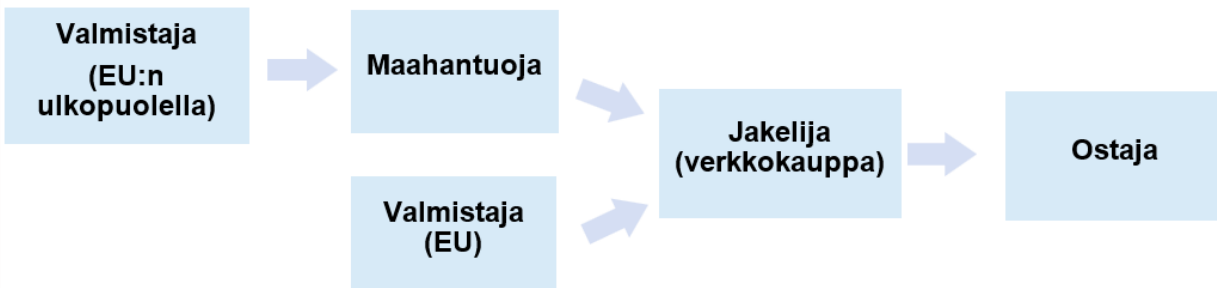 Valmistaja
(EU:n
ulkopuolella)
Maahantuoja
Valmistaja
(EU)
Jakelija
(verkkokauppa)
Ostaja